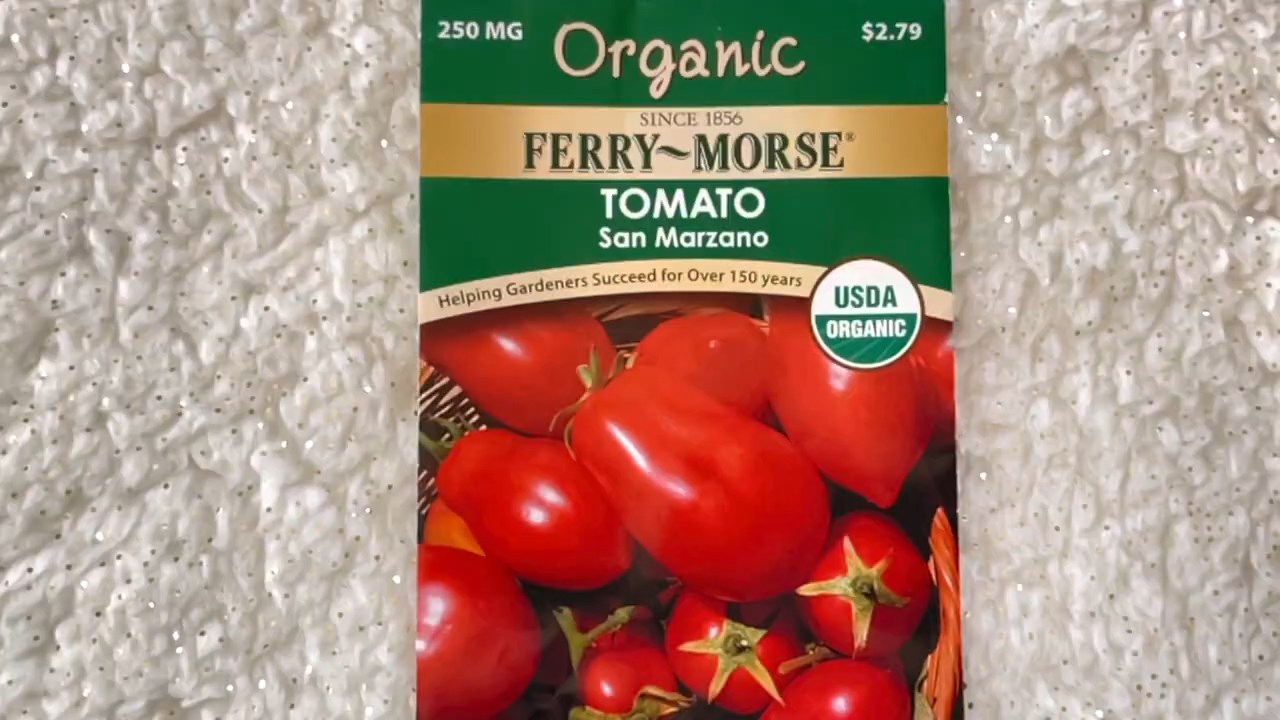 250 MG
Organic
$2.79
SINCE 1856
FERRY~MORSE®
TOMATO
San Marzano
Helping Gardeners Succeed for Over 150 years
USDA
ORGANIC